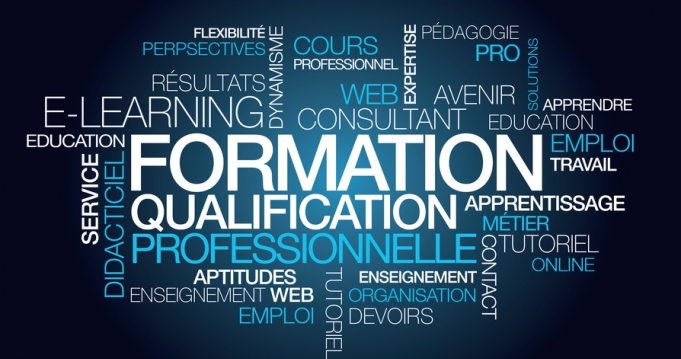 FLEXIBILITÉ
PERPSECTIVES
DYNAMISME
COURS
PROFESSIONNEL
EXPERTISE
PÉDAGOGIE
PRO
SOLUTIONS
RÉSULTATS
WEB
AVENIR
APPRENDRE
E-LEARNING
CONSULTANT
EDUCATION
EDUCATION
EMPLOI
FORMATION
TRAVAIL
SERVICE
DIDACTICIEL
QUALIFICATION
APPRENTISSAGE
MÉTIER
PROFESSIONNELLE
CONTACT
TUTORIEL
ONLINE
APTITUDES
TUTORIEL
ENSEIGNEMENT
ENSEIGNEMENT WEB
ORGANISATION
EMPLOI
DEVOIRS